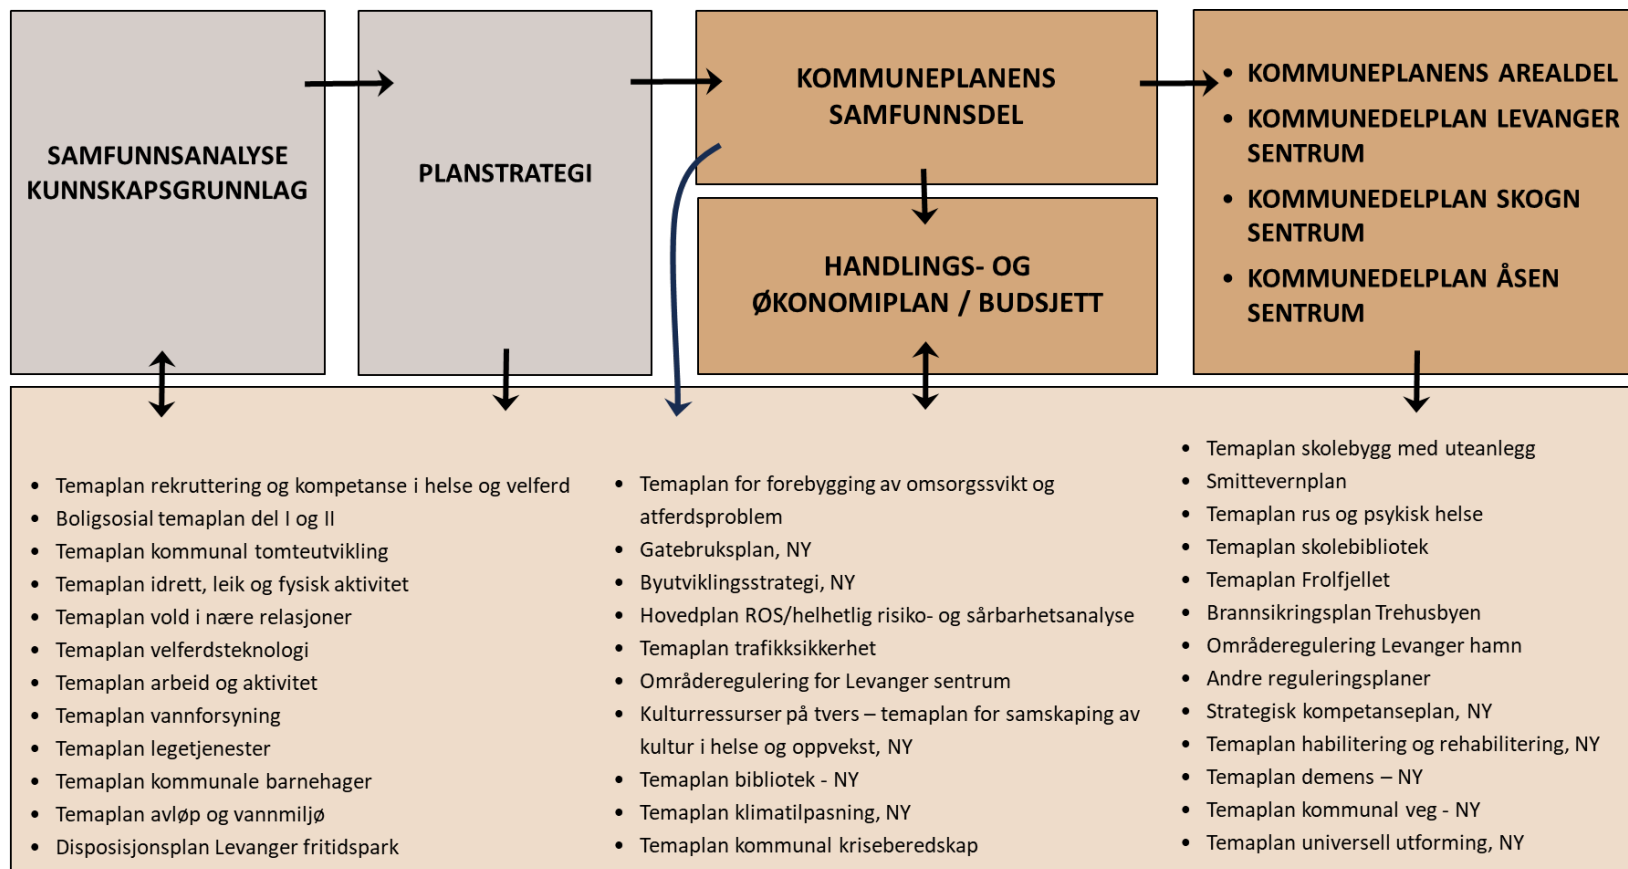 SAMFUNNSANALYSE
KUNNSKAPSGRUNNLAG
PLANSTRATEGI
KOMMUNEPLANENS
SAMFUNNSDEL
HANDLINGS- OG
ØKONOMIPLAN / BUDSJETT
• KOMMUNEPLANENS AREALDEL
• KOMMUNEDELPLAN LEVANGER
SENTRUM
• KOMMUNEDELPLAN SKOGN
SENTRUM
• KOMMUNEDELPLAN ÅSEN
SENTRUM
• Temaplan rekruttering og kompetanse i helse og velferd
• Boligsosial temaplan del I og II
• Temaplan kommunal tomteutvikling
• Temaplan idrett, leik og fysisk aktivitet
• Temaplan vold i nære relasjoner
• Temaplan velferdsteknologi
• Temaplan arbeid og aktivitet
• Temaplan vannforsyning
• Temaplan legetjenester
• Temaplan kommunale barnehager
• Temaplan avløp og vannmiljø
• Disposisjonsplan Levanger fritidspark
• Temaplan for forebygging av omsorgssvikt og
atferdsproblem
• Gatebruksplan, NY
• Byutviklingsstrategi, NY
• Hovedplan ROS/helhetlig risiko- og sårbarhetsanalyse
• Temaplan trafikksikkerhet
• Områderegulering for Levanger sentrum
• Kulturressurser på tvers – temaplan for samskaping av
kultur i helse og oppvekst, NY
• Temaplan bibliotek - NY
• Temaplan klimatilpasning, NY
• Temaplan kommunal kriseberedskap
• Temaplan skolebygg med uteanlegg
• Smittevernplan
• Temaplan rus og psykisk helse
• Temaplan skolebibliotek
• Temaplan Frolfjellet
• Brannsikringsplan Trehusbyen
• Områderegulering Levanger hamn
• Andre reguleringsplaner
• Strategisk kompetanseplan, NY
• Temaplan habilitering og rehabilitering, NY
• Temaplan demens – NY
• Temaplan kommunal veg - NY
• Temaplan universell utforming, NY